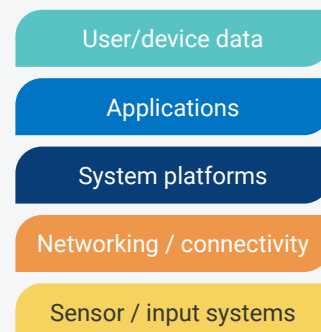 User/device data
Applications
System platforms
Networking / connectivity
Sensor / input systems